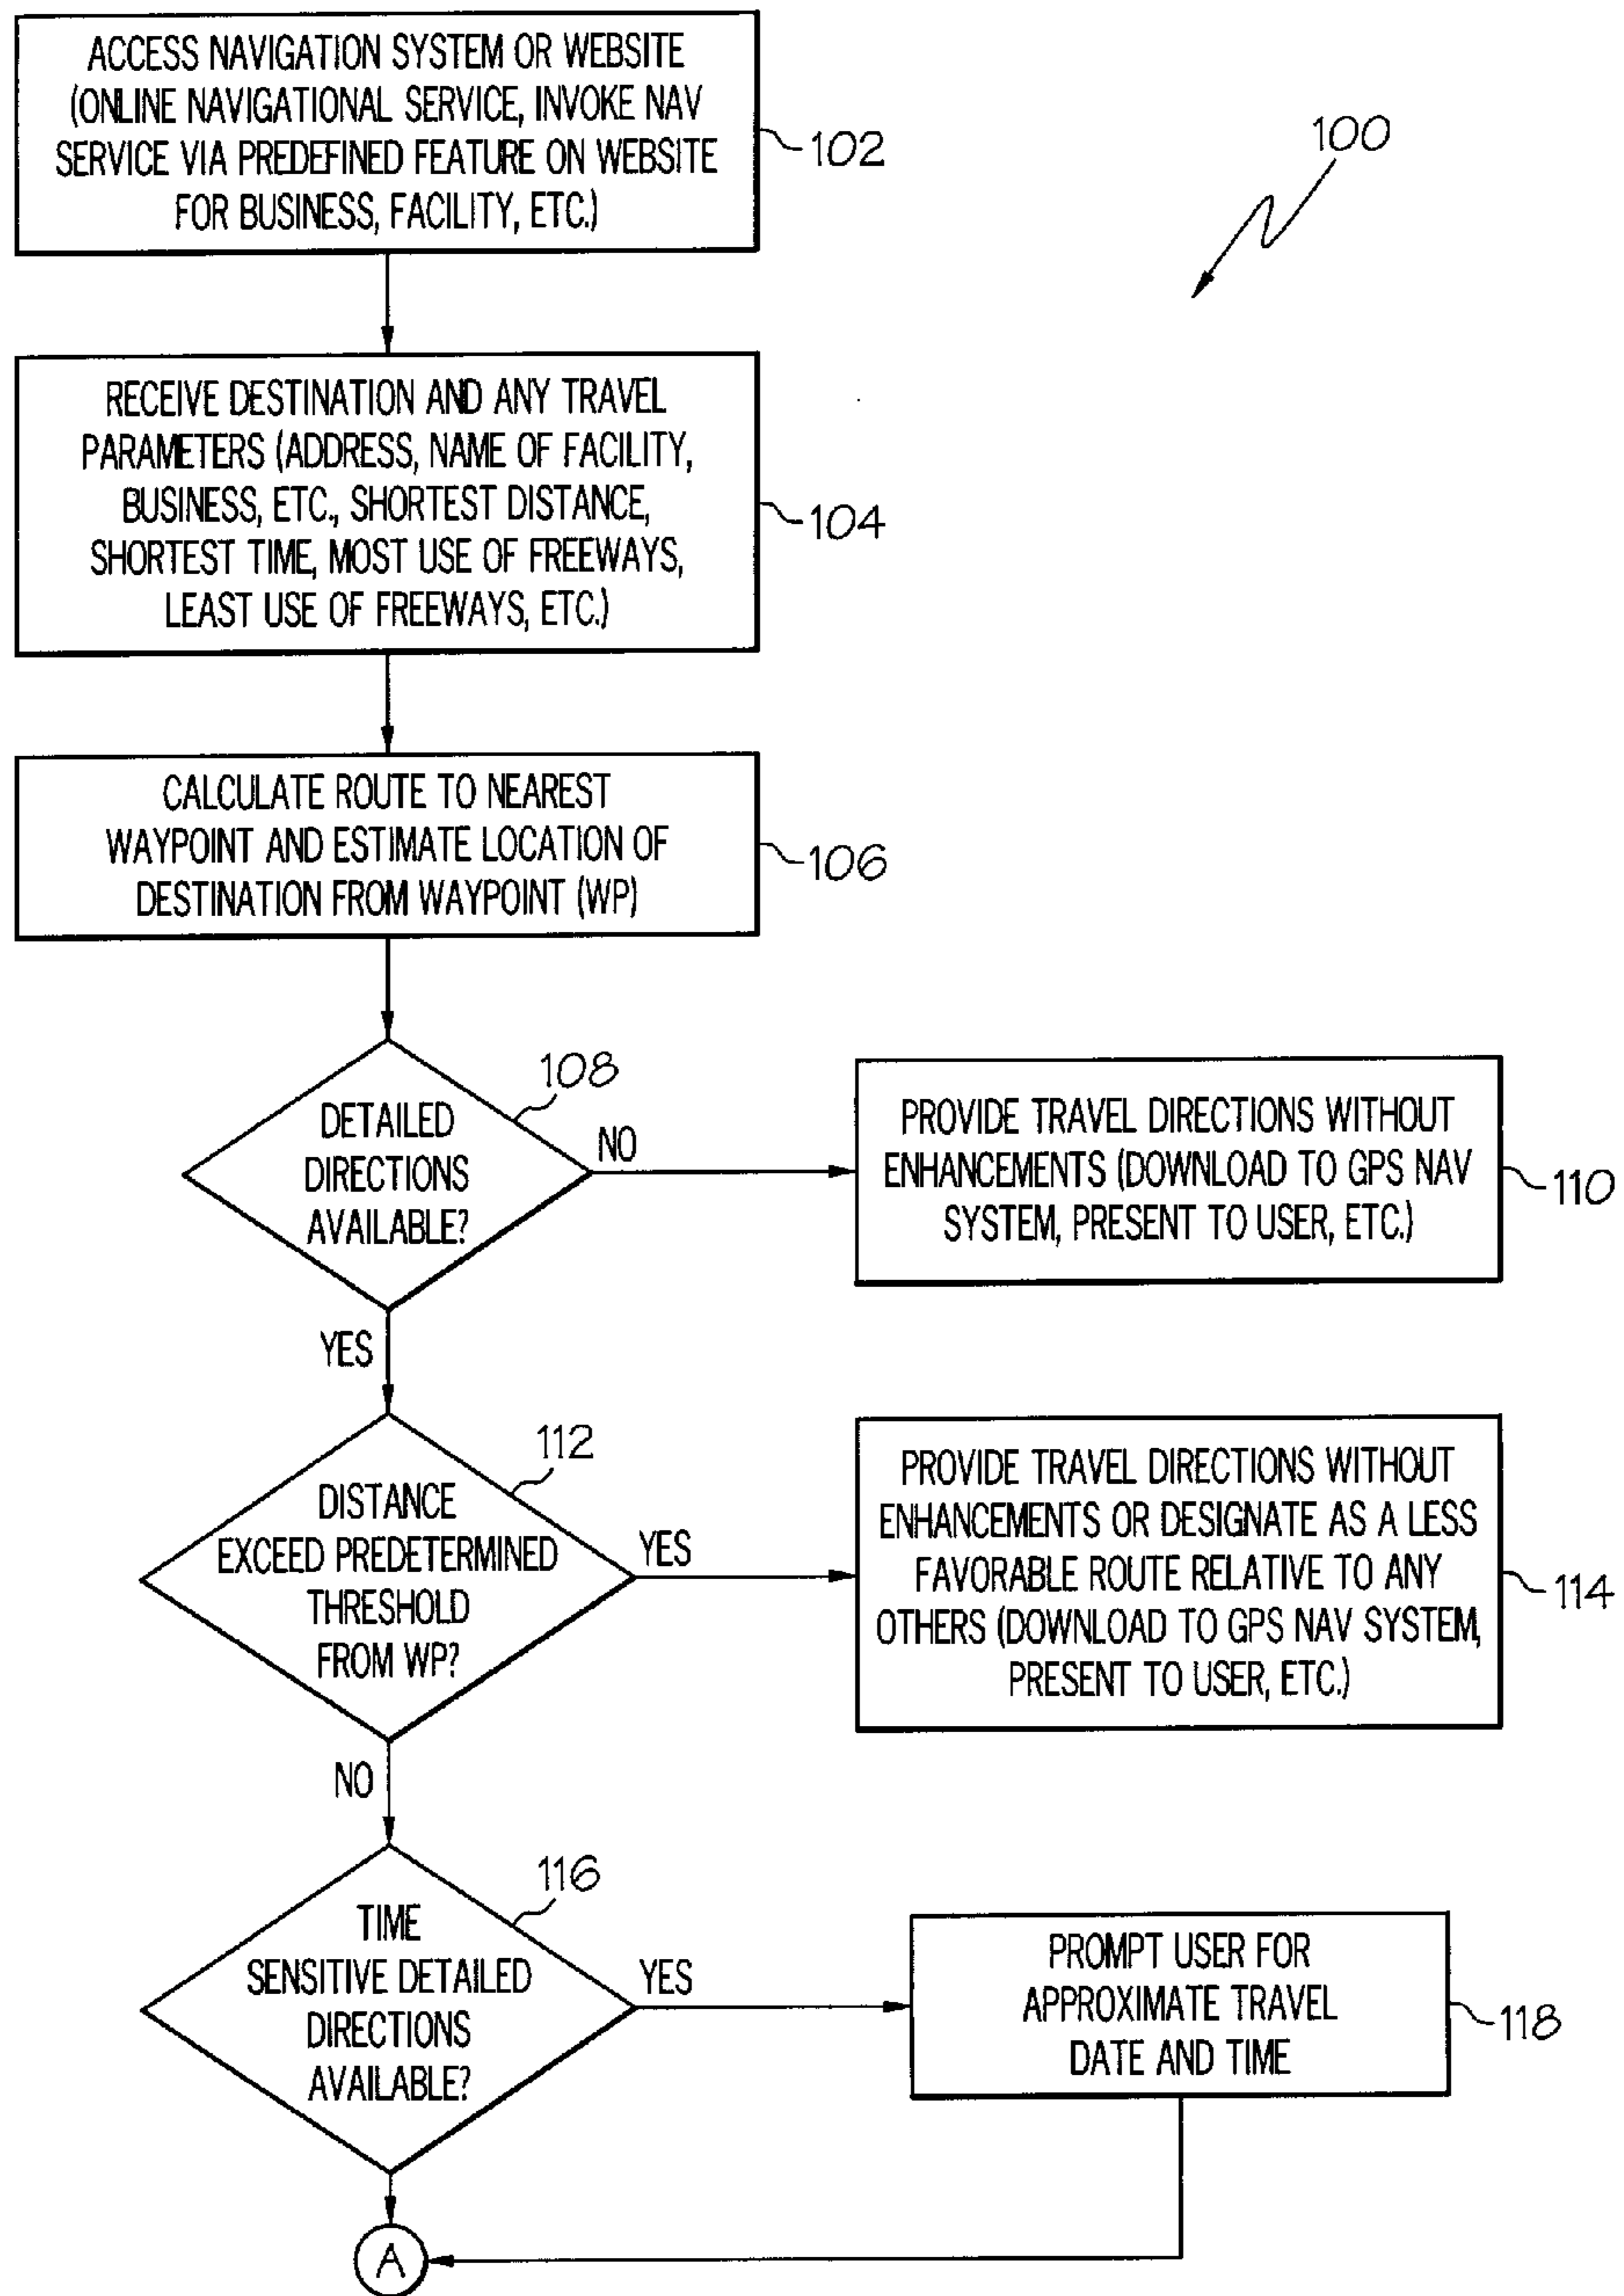 ACCESS NAVIGATION SYSTEM OR WEBSITE
(ONLINE NAVIGATIONAL SERVICE, INVOKE NAV
SERVICE VIA PREDEFINED FEATURE ON WEBSITE
FOR BUSINESS, FACILITY, ETC.)
102
100
RECEIVE DESTINATION AND ANY TRAVEL
PARAMETERS (ADDRESS, NAME OF FACILITY,
BUSINESS, ETC., SHORTEST DISTANCE,
SHORTEST TIME, MOST USE OF FREEWAYS,
LEAST USE OF FREEWAYS, ETC.)
104
CALCULATE ROUTE TO NEAREST
WAYPOINT AND ESTIMATE LOCATION OF
DESTINATION FROM WAYPOINT (WP)
106
DETAILED
DIRECTIONS
AVAILABLE?
108
NO
PROVIDE TRAVEL DIRECTIONS WITHOUT
ENHANCEMENTS (DOWNLOAD TO GPS NAV
SYSTEM, PRESENT TO USER, ETC.)
110
YES
DISTANCE
EXCEED PREDETERMINED
THRESHOLD
FROM WP?
112
YES
PROVIDE TRAVEL DIRECTIONS WITHOUT
ENHANCEMENTS OR DESIGNATE AS A LESS
FAVORABLE ROUTE RELATIVE TO ANY
OTHERS (DOWNLOAD TO GPS NAV SYSTEM,
PRESENT TO USER, ETC.)
114
NO
TIME
SENSITIVE DETAILED
DIRECTIONS
AVAILABLE?
116
YES
PROMPT USER FOR
APPROXIMATE TRAVEL
DATE AND TIME
118
A